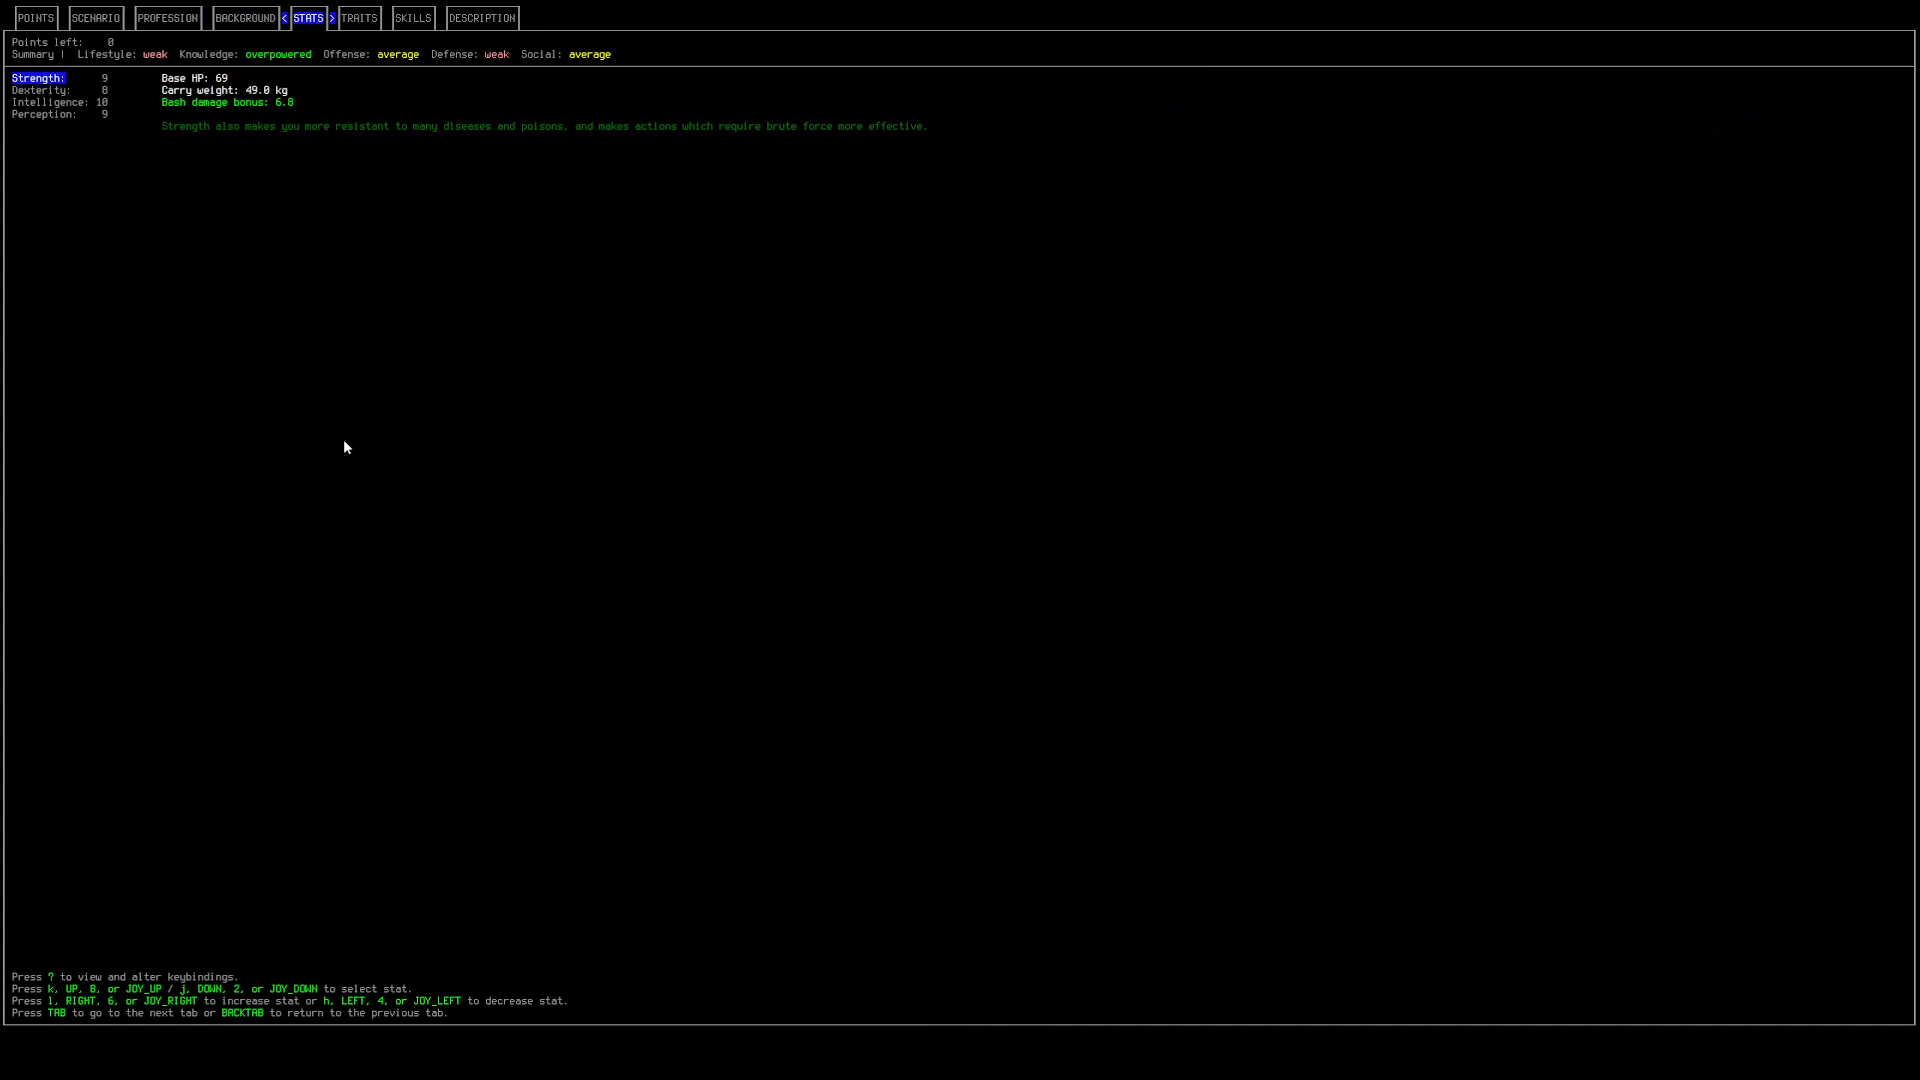 POINTS SCENARIO PROFESSION BACKGROUND < STATS > TRAITS SKILLS DESCRIPTION
Points left: 0
Summary | Lifestyle: weak Knowledge: overpowered Offense: average Defense: weak Social: average
Strength: 9 Base HP: 69
Dexterity: 8 Carry weight: 49.0 kg
Intelligence: 10 Bash damage bonus: 6.8
Perception: 9
Strength also makes you more resistant to many diseases and poisons, and makes actions which require brute force more effective.
Press ? to view and alter keybindings.
Press k, UP, 8, or JOY_UP / j, DOWN, 2, or JOY_DOWN to select stat.
Press l, RIGHT, 6, or JOY_RIGHT to increase stat or h, LEFT, 4, or JOY_LEFT to decrease stat.
Press TAB to go to the next tab or BACKTAB to return to the previous tab.